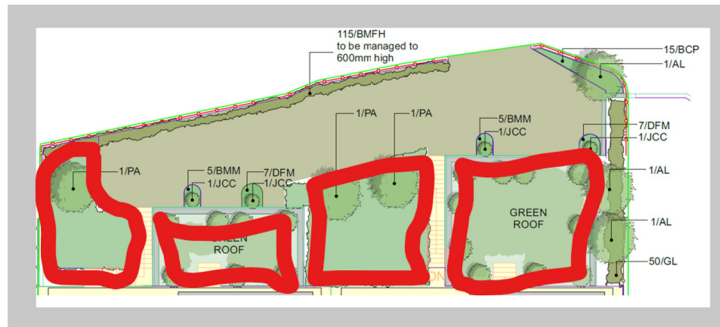 115/BMFH
to be managed to
600mm high
15/BCP
1/AL
1/PA
1/PA
5/BMM
1/JCC
7/DFM
1/JCC
1/PA
5/BMM
1/JCC
7/DFM
1/JCC
1/AL
GREEN
ROOF
GREEN
ROOF
1/AL
50/GL